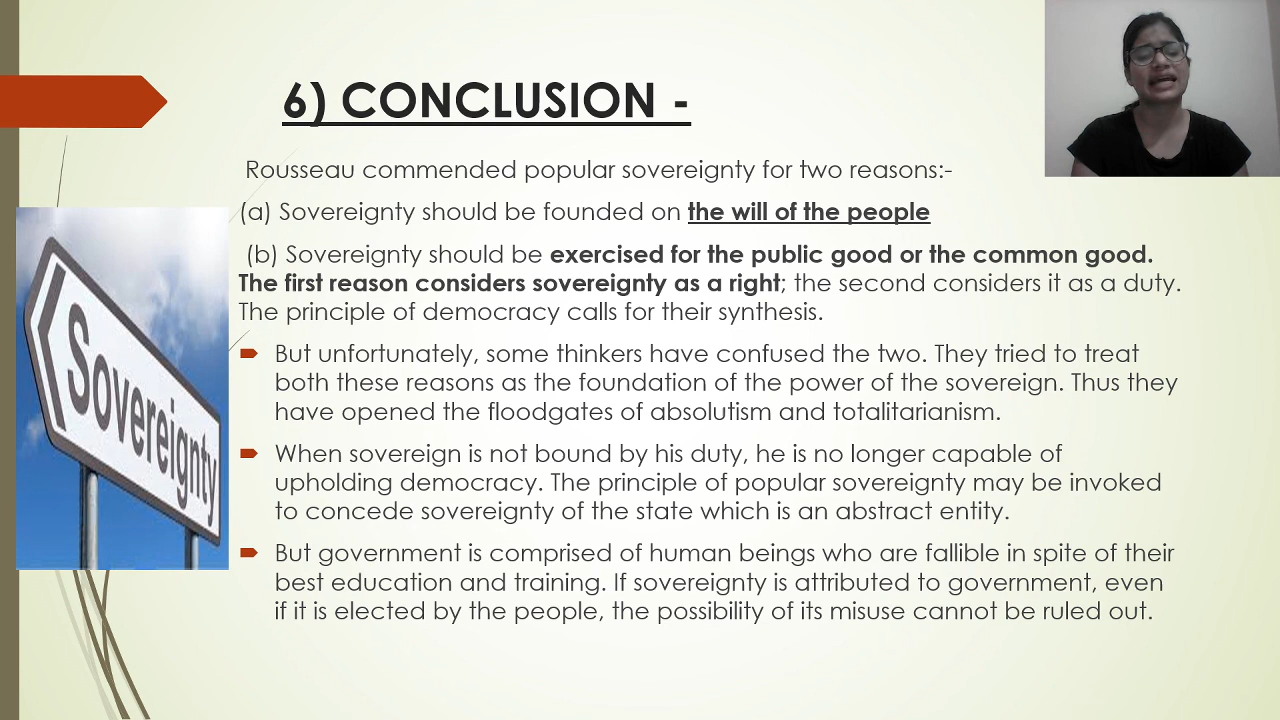 6) CONCLUSION -
Rousseau commended popular sovereignty for two reasons:-
(a) Sovereignty should be founded on the will of the people
(b) Sovereignty should be exercised for the public good or the common good.
The first reason considers sovereignty as a right; the second considers it as a duty.
The principle of democracy calls for their synthesis.
But unfortunately, some thinkers have confused the two. They tried to treat
both these reasons as the foundation of the power of the sovereign. Thus they
have opened the floodgates of absolutism and totalitarianism.
When sovereign is not bound by his duty, he is no longer capable of
upholding democracy. The principle of popular sovereignty may be invoked
to concede sovereignty of the state which is an abstract entity.
But government is comprised of human beings who are fallible in spite of their
best education and training. If sovereignty is attributed to government, even
if it is elected by the people, the possibility of its misuse cannot be ruled out.
Sovereignty